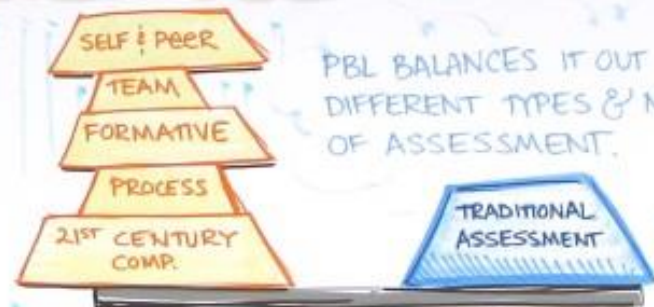 SELF & PEER
TEAM
FORMATIVE
PROCESS
21ST CENTURY
COMP.
PBL BALANCES IT OUT
DIFFERENT TYPES &
OF ASSESSMENT.
TRADITIONAL
ASSESSMENT